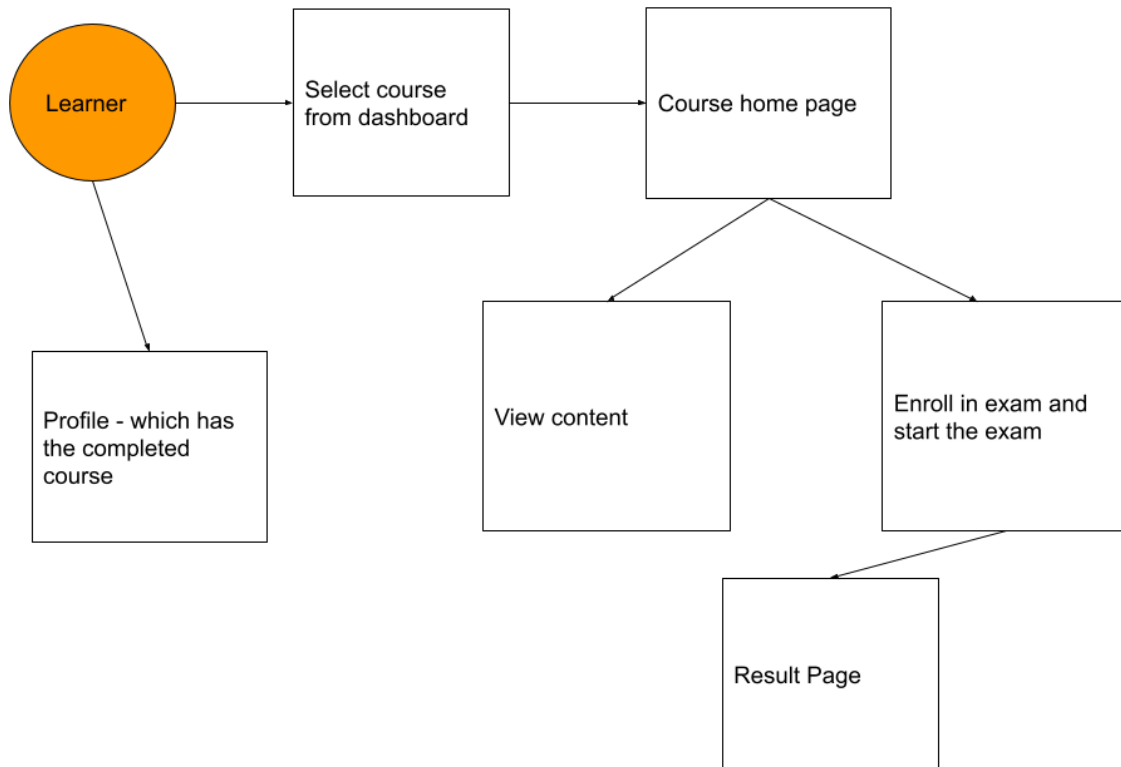 Learner
Select course
from dashboard
Course home page
Profile - which has
the completed
course
View content
Enroll in exam and
start the exam
Result Page